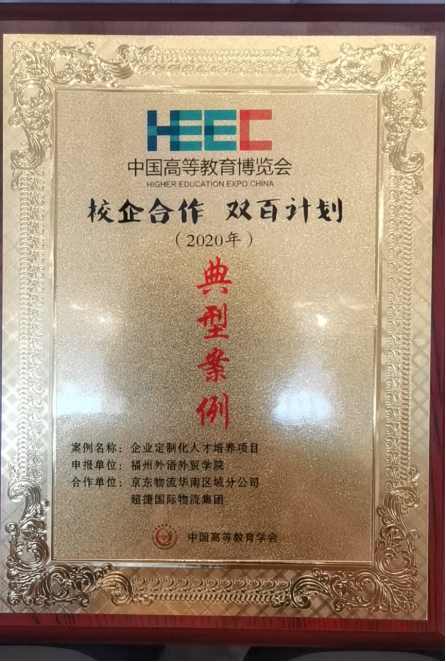 HEEC
中国高等教育博览会
HIGHER EDUCATION EXPO CHINA
校企合作 双百计划
（2020年）
典型案例
案例名称：企业定制化人才培养项目
申报单位：福州外语外贸学院
合作单位：京东物流华南区域分公司
超捷国际物流集团
中国高等教育学会